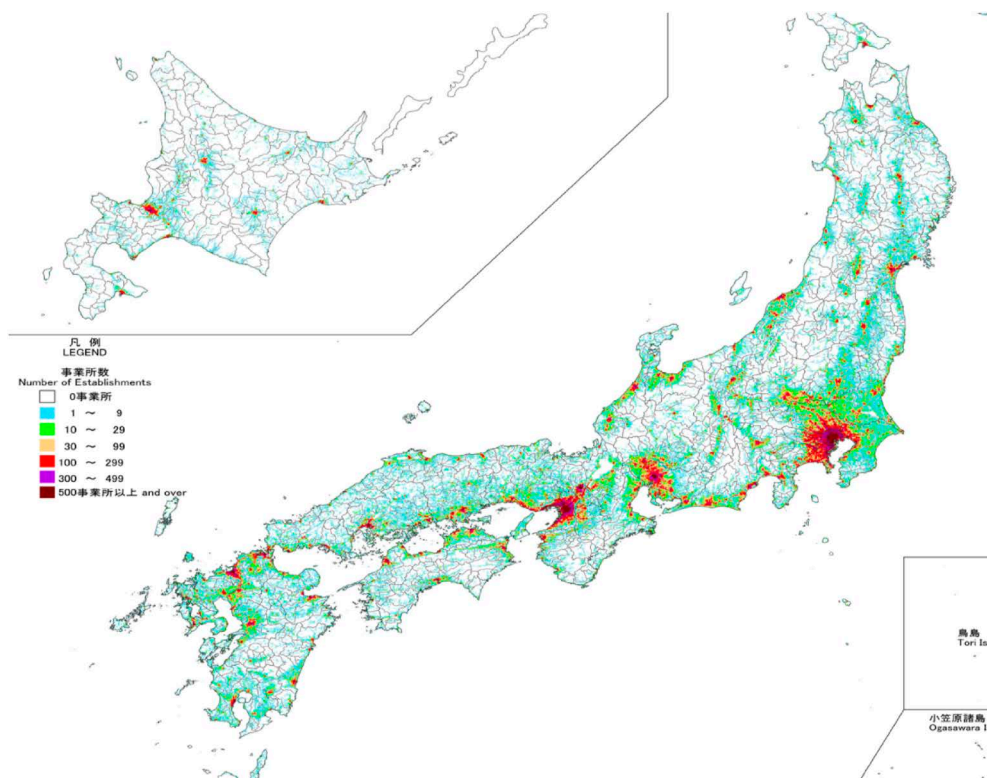 凡 例
LEGEND
事業所数
Number of Establishments
0事業所
1 ～ 9
10 ～ 29
30 ～ 99
100 ～ 299
300 ～ 499
500事業所以上 and over
鳥島
Tori Is
小笠原諸島
Ogasawara I